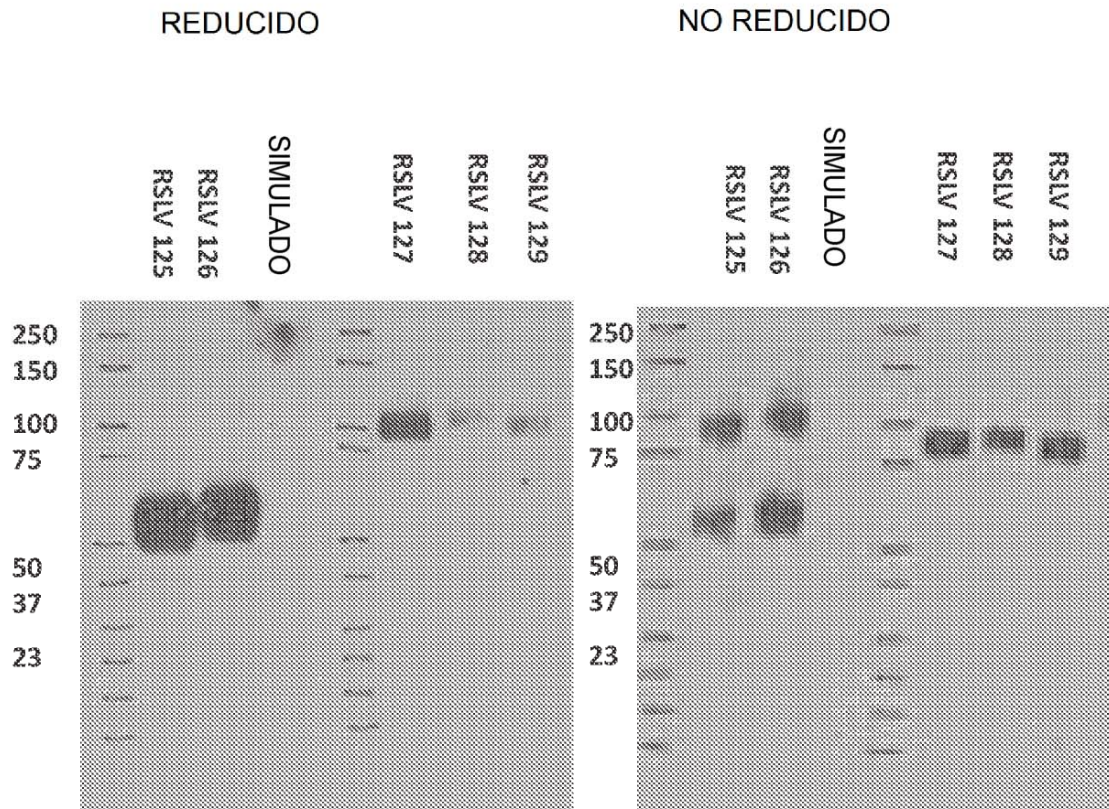 REDUCIDO
NO REDUCIDO
RSLV 125
RSLV 126
SIMULADO
RSLV 127
RSLV 128
RSLV 129
RSLV 125
RSLV 126
SIMULADO
RSLV 127
RSLV 128
RSLV 129
250
150
100
75
50
37
23
250
150
100
75
50
37
23